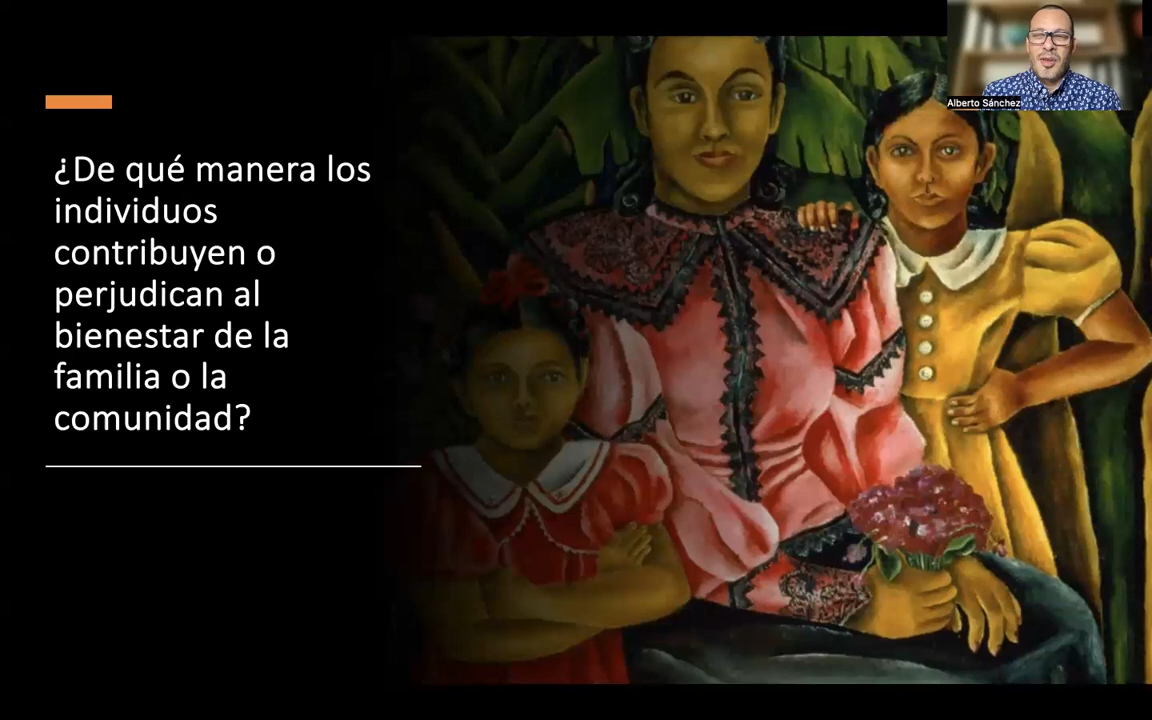 Alberto Sánchez
¿De qué manera los
individuos
contribuyen o
perjudican al
bienestar de la
familia o la
comunidad?